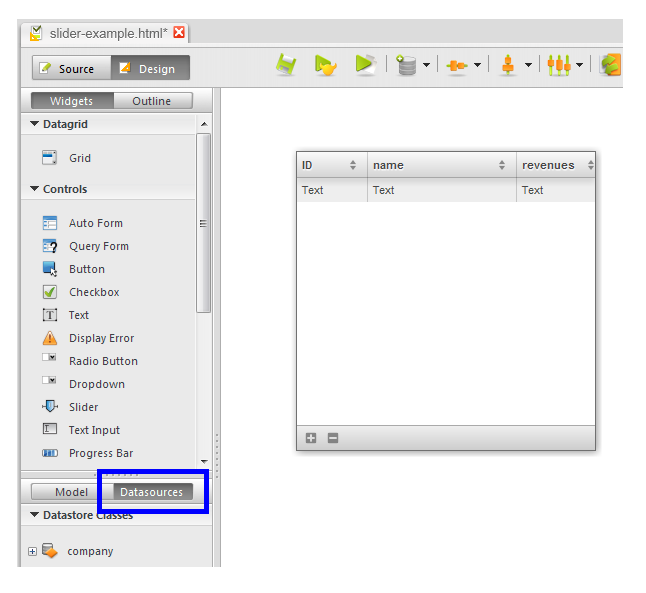 slider-example.html*
Source Design
Widgets Outline
Datagrid
Grid
Controls
Auto Form
Query Form
Button
Checkbox
Text
Display Error
Radio Button
Dropdown
Slider
Text Input
Progress Bar
Model Datasources
Datastore Classes
company
ID name revenues
Text Text Text